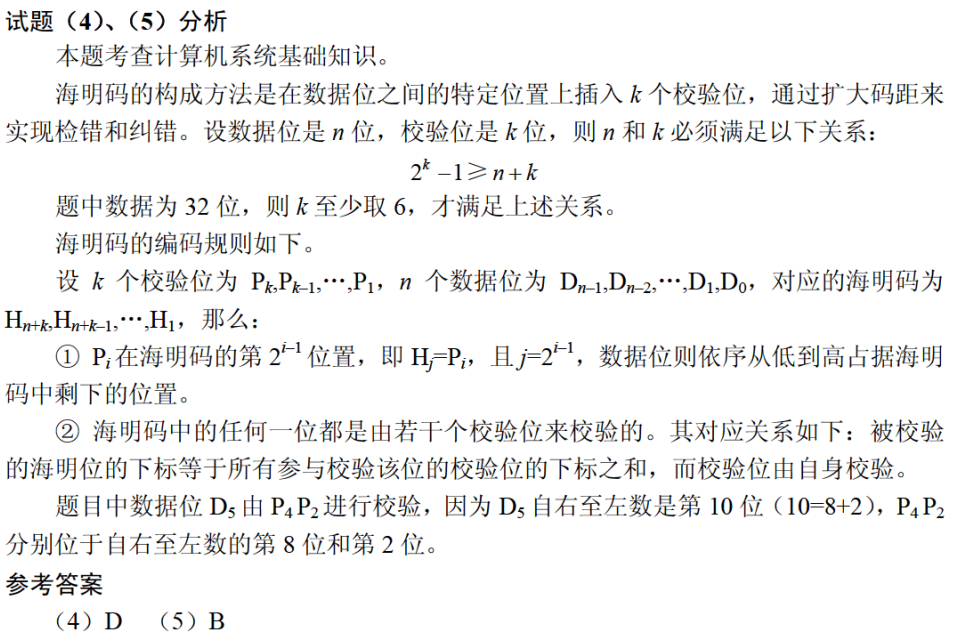 试题（4）、（5）分析
本题考查计算机系统基础知识。
海明码的构成方法是在数据位之间的特定位置上插入 k 个校验位，通过扩大码距来
实现检错和纠错。设数据位是 n 位，校验位是 k 位，则 n 和 k 必须满足以下关系：
2^k −1≥n+k
题中数据为 32 位，则 k 至少取 6，才满足上述关系。
海明码的编码规则如下。
设 k 个校验位为 P_k,P_{k−1},…,P_1，n 个数据位为 D_{n−1},D_{n−2},…,D_1,D_0，对应的海明码为
H_{n+k},H_{n+k−1},…,H_1，那么：
① P_i 在海明码的第 2^{i−1} 位置，即 H_j=P_i，且 j=2^{i−1}，数据位则依序从低到高占据海明
码中剩下的位置。
② 海明码中的任何一位都是由若干个校验位来校验的。其对应关系如下：被校验
的海明位的下标等于所有参与校验该位的校验位的下标之和，而校验位由自身校验。
题目中数据位 D_5 由 P_4 P_2 进行校验，因为 D_5 自右至左数是第 10 位（10=8+2），P_4 P_2
分别位于自右至左数的第 8 位和第 2 位。
参考答案
（4）D （5）B